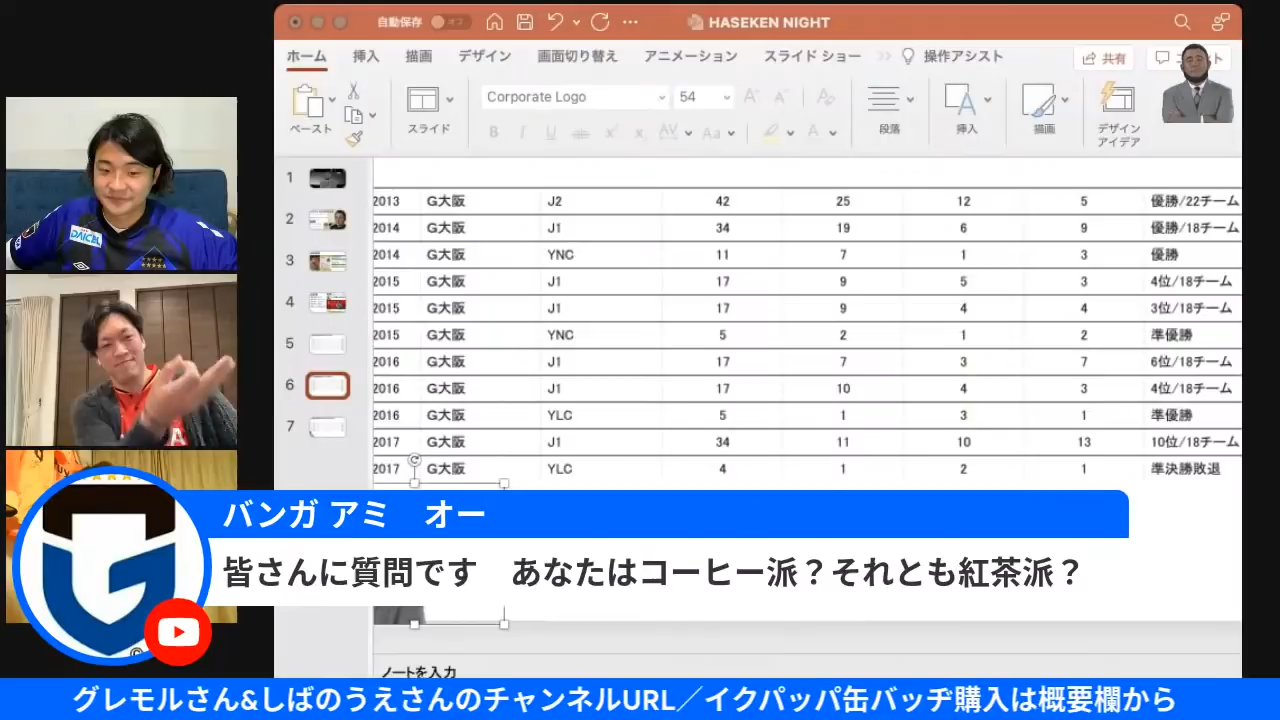 自動保存 オフ
HASEKEN NIGHT
ホーム 挿入 描画 デザイン 画面切り替え アニメーション スライド ショー 操作アシスト 共有
ペースト スライド Corporate Logo 54 段落 挿入 描画 デザイン アイデア
B I U
1
2
3
4
5
6
7
2013 G大阪 J2 42 25 12 5 優勝/22チーム
2014 G大阪 J1 34 19 6 9 優勝/18チーム
2014 G大阪 YNC 11 7 1 3 優勝
2015 G大阪 J1 17 9 5 3 4位/18チーム
2015 G大阪 J1 17 9 4 4 3位/18チーム
2015 G大阪 YNC 5 2 1 2 準優勝
2016 G大阪 J1 17 7 3 7 6位/18チーム
2016 G大阪 J1 17 10 4 3 4位/18チーム
2016 G大阪 YLC 5 1 3 1 準優勝
2017 G大阪 J1 34 11 10 13 10位/18チーム
2017 G大阪 YLC 4 1 2 1 準決勝敗退
DAICEL
バンガ アミ　オー
皆さんに質問です　あなたはコーヒー派？それとも紅茶派？
ノートを入力
グレモルさん&しばのうえさんのチャンネルURL／イクパッパ缶バッヂ購入は概要欄から